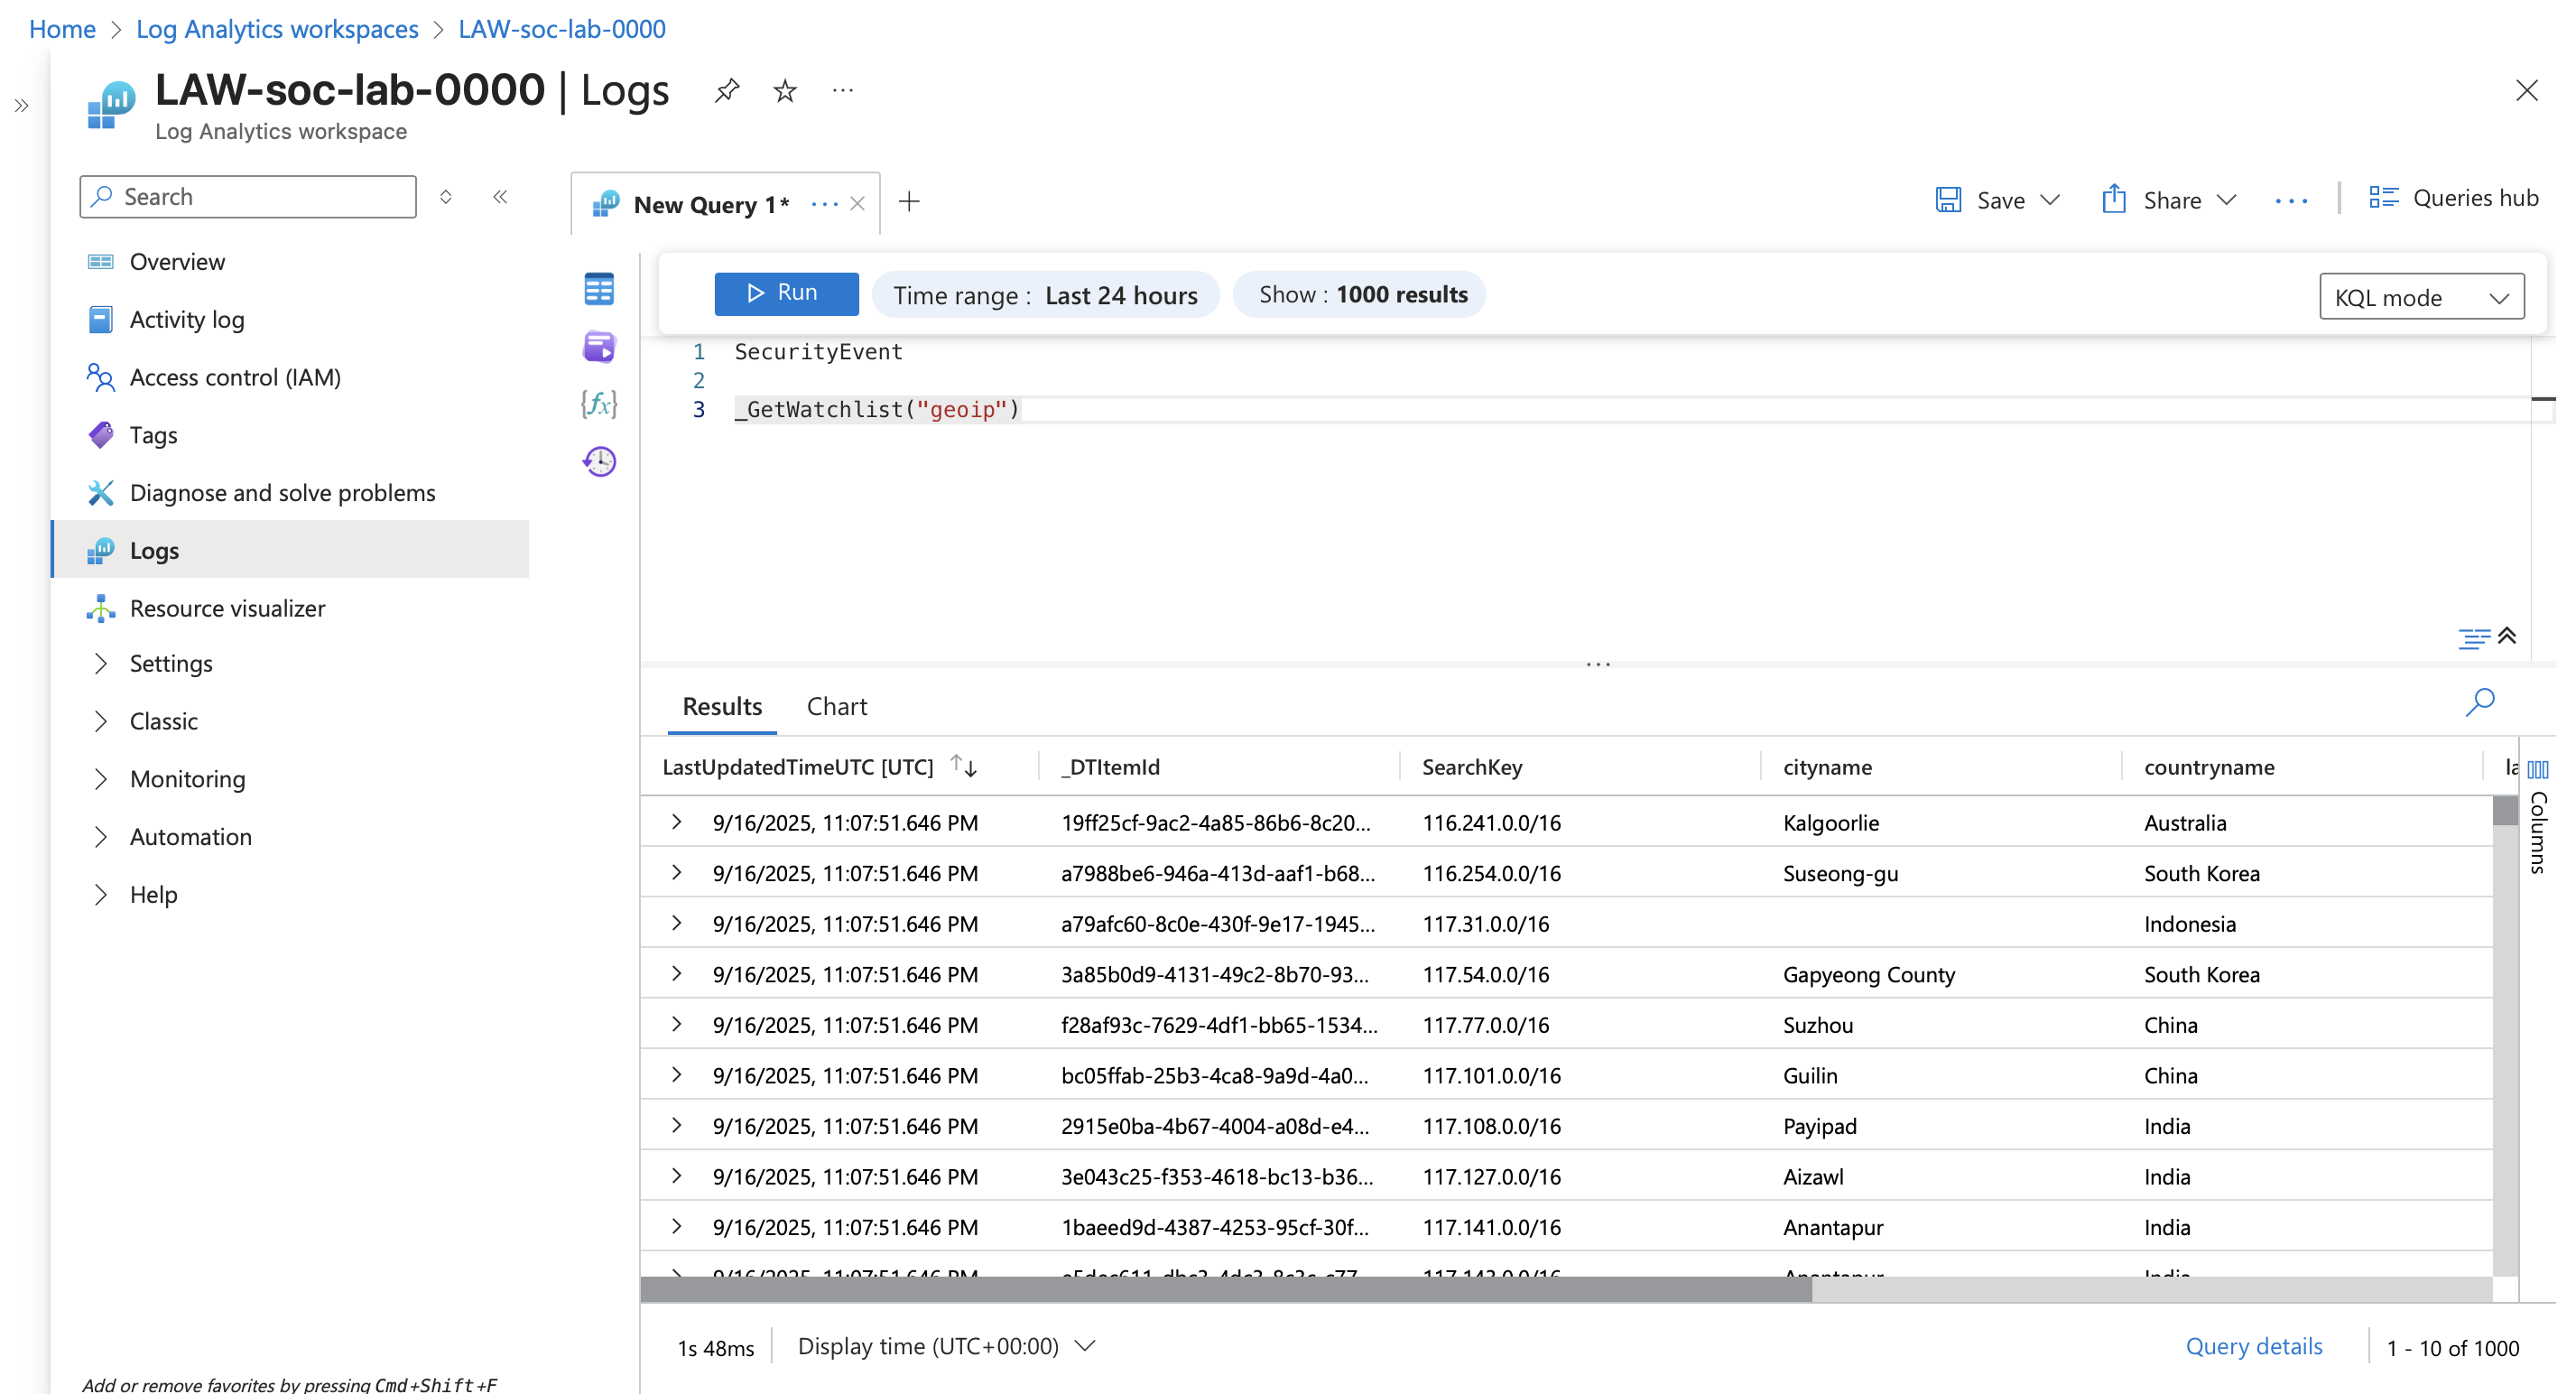 Home > Log Analytics workspaces > LAW-soc-lab-0000
LAW-soc-lab-0000 | Logs
Log Analytics workspace
Search
Overview
Activity log
Access control (IAM)
Tags
Diagnose and solve problems
Logs
Resource visualizer
Settings
Classic
Monitoring
Automation
Help
Add or remove favorites by pressing Cmd+Shift+F
New Query 1*
Save
Share
Queries hub
Run
Time range : Last 24 hours
Show : 1000 results
KQL mode
1 SecurityEvent
2
3 _GetWatchlist("geoip")
Results Chart
LastUpdatedTimeUTC [UTC] _DTItemId SearchKey cityname countryname
9/16/2025, 11:07:51.646 PM 19ff25cf-9ac2-4a85-86b6-8c20... 116.241.0.0/16 Kalgoorlie Australia
9/16/2025, 11:07:51.646 PM a7988be6-946a-413d-aaf1-b68... 116.254.0.0/16 Suseong-gu South Korea
9/16/2025, 11:07:51.646 PM a79afc60-8c0e-430f-9e17-1945... 117.31.0.0/16 Indonesia
9/16/2025, 11:07:51.646 PM 3a85b0d9-4131-49c2-8b70-93... 117.54.0.0/16 Gapyeong County South Korea
9/16/2025, 11:07:51.646 PM f28af93c-7629-4df1-bb65-1534... 117.77.0.0/16 Suzhou China
9/16/2025, 11:07:51.646 PM bc05ffab-25b3-4ca8-9a9d-4a0... 117.101.0.0/16 Guilin China
9/16/2025, 11:07:51.646 PM 2915e0ba-4b67-4004-a08d-e4... 117.108.0.0/16 Payipad India
9/16/2025, 11:07:51.646 PM 3e043c25-f353-4618-bc13-b36... 117.127.0.0/16 Aizawl India
9/16/2025, 11:07:51.646 PM 1baeed9d-4387-4253-95cf-30f... 117.141.0.0/16 Anantapur India
Columns
1s 48ms
Display time (UTC+00:00)
Query details
1 - 10 of 1000